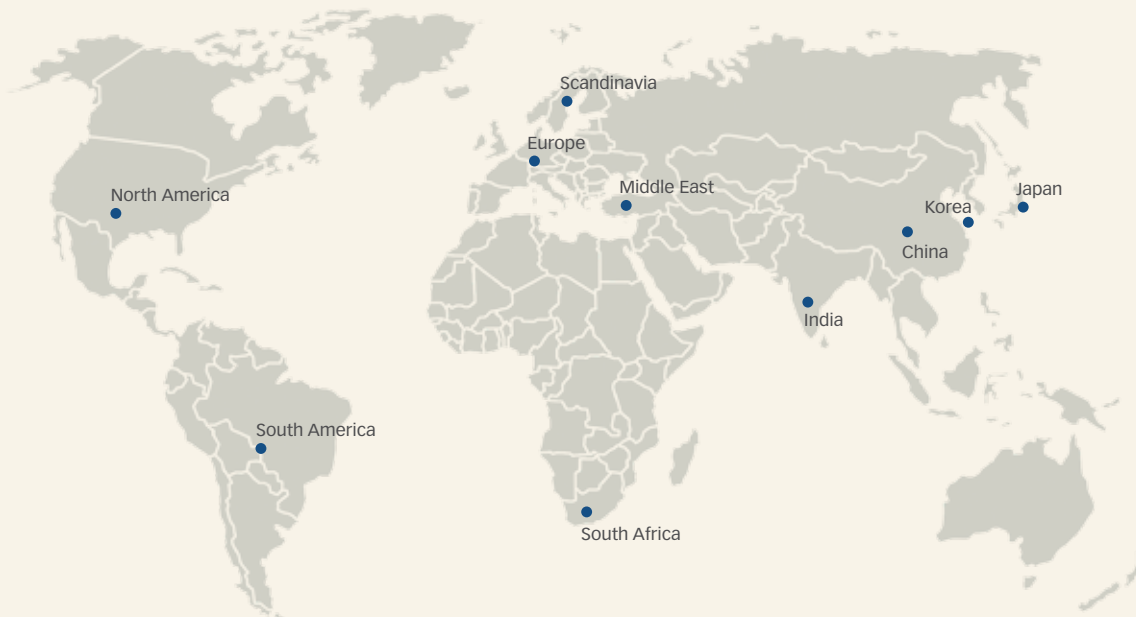 Scandinavia
Europe
Middle East
North America
Japan
Korea
China
India
South America
South Africa